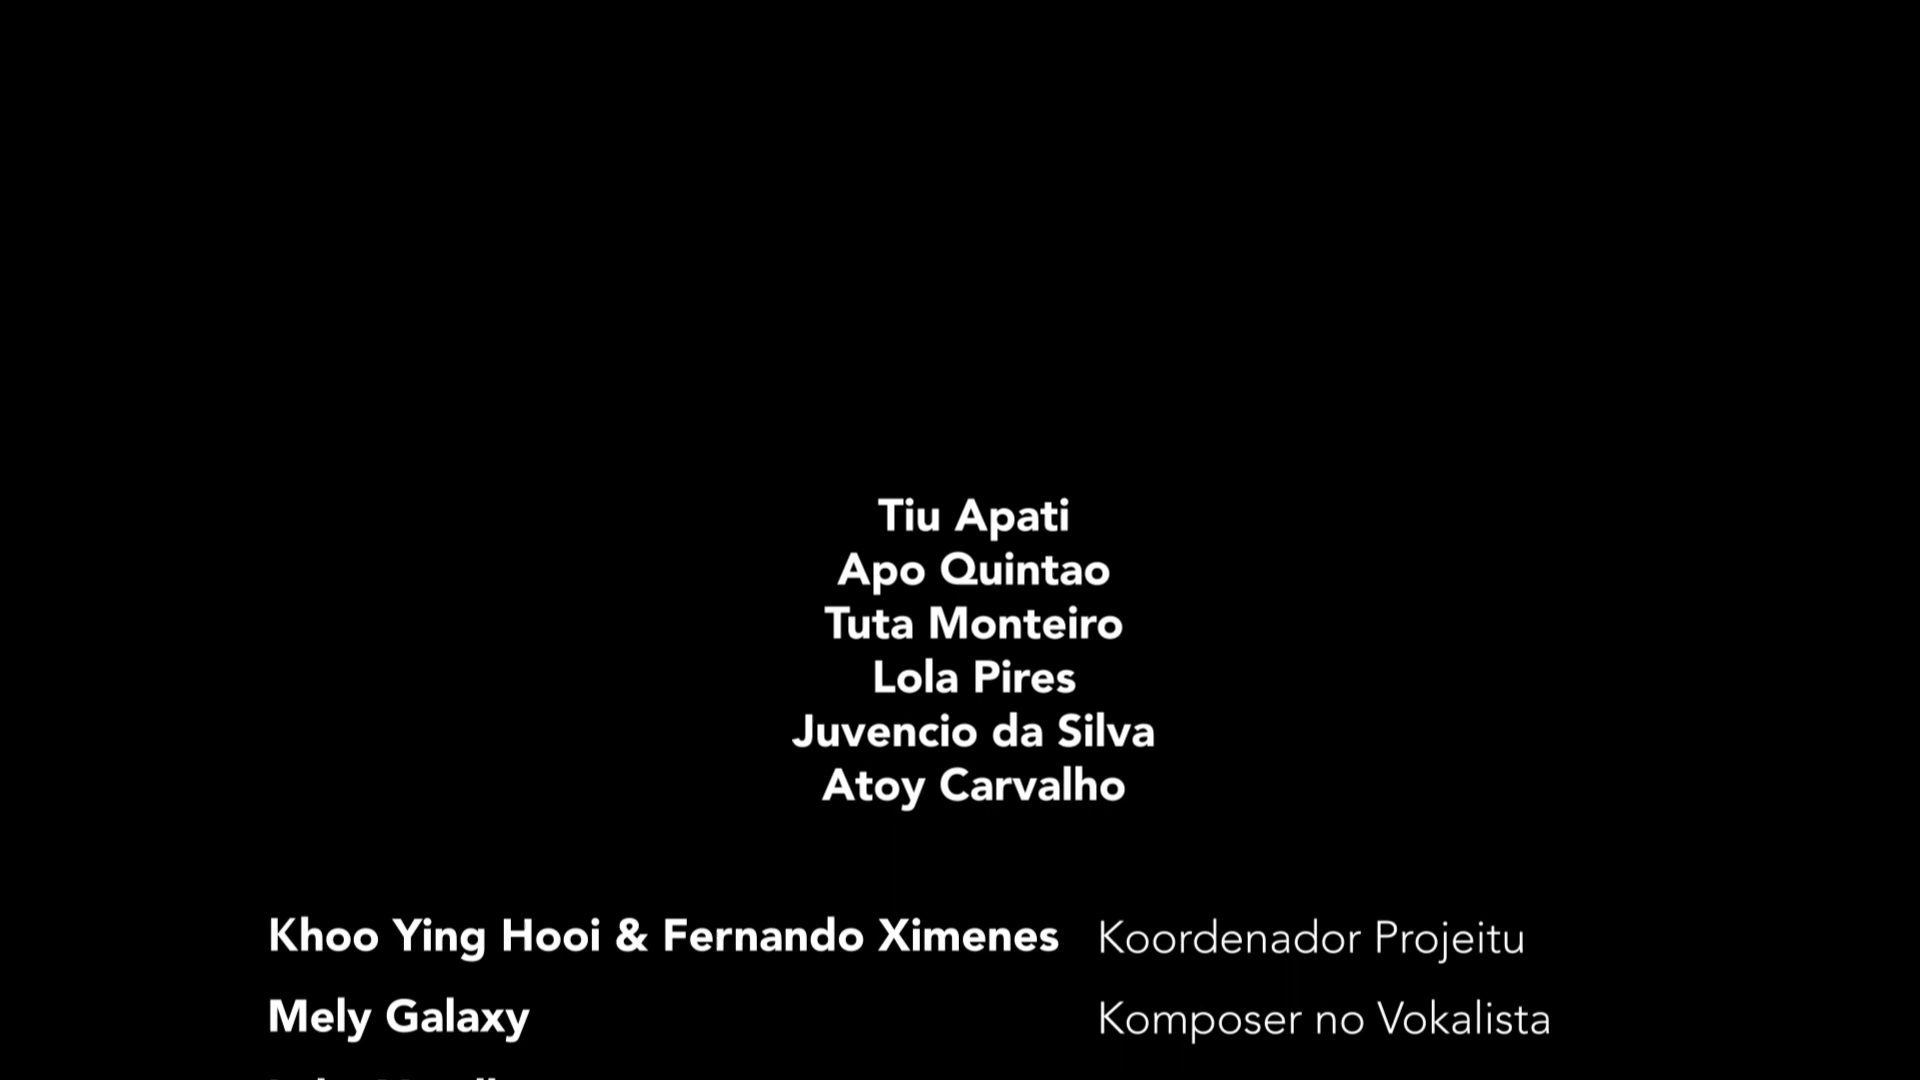 Tiu Apati
Apo Quintao
Tuta Monteiro
Lola Pires
Juvencio da Silva
Atoy Carvalho
Khoo Ying Hooi & Fernando Ximenes Koordenador Projeitu
Mely Galaxy Komposer no Vokalista